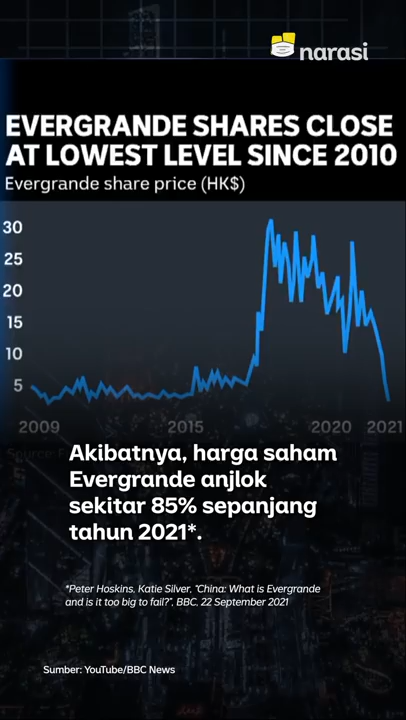 narasi
EVERGRANDE SHARES CLOSE
AT LOWEST LEVEL SINCE 2010
Evergrande share price (HK$)
30
25
20
15
10
5
2009 2015 2020 2021
Akibatnya, harga saham
Evergrande anjlok
sekitar 85% sepanjang
tahun 2021*.
*Peter Hoskins, Katie Silver, "China: What is Evergrande
and is it too big to fail?", BBC, 22 September 2021
Sumber: YouTube/BBC News